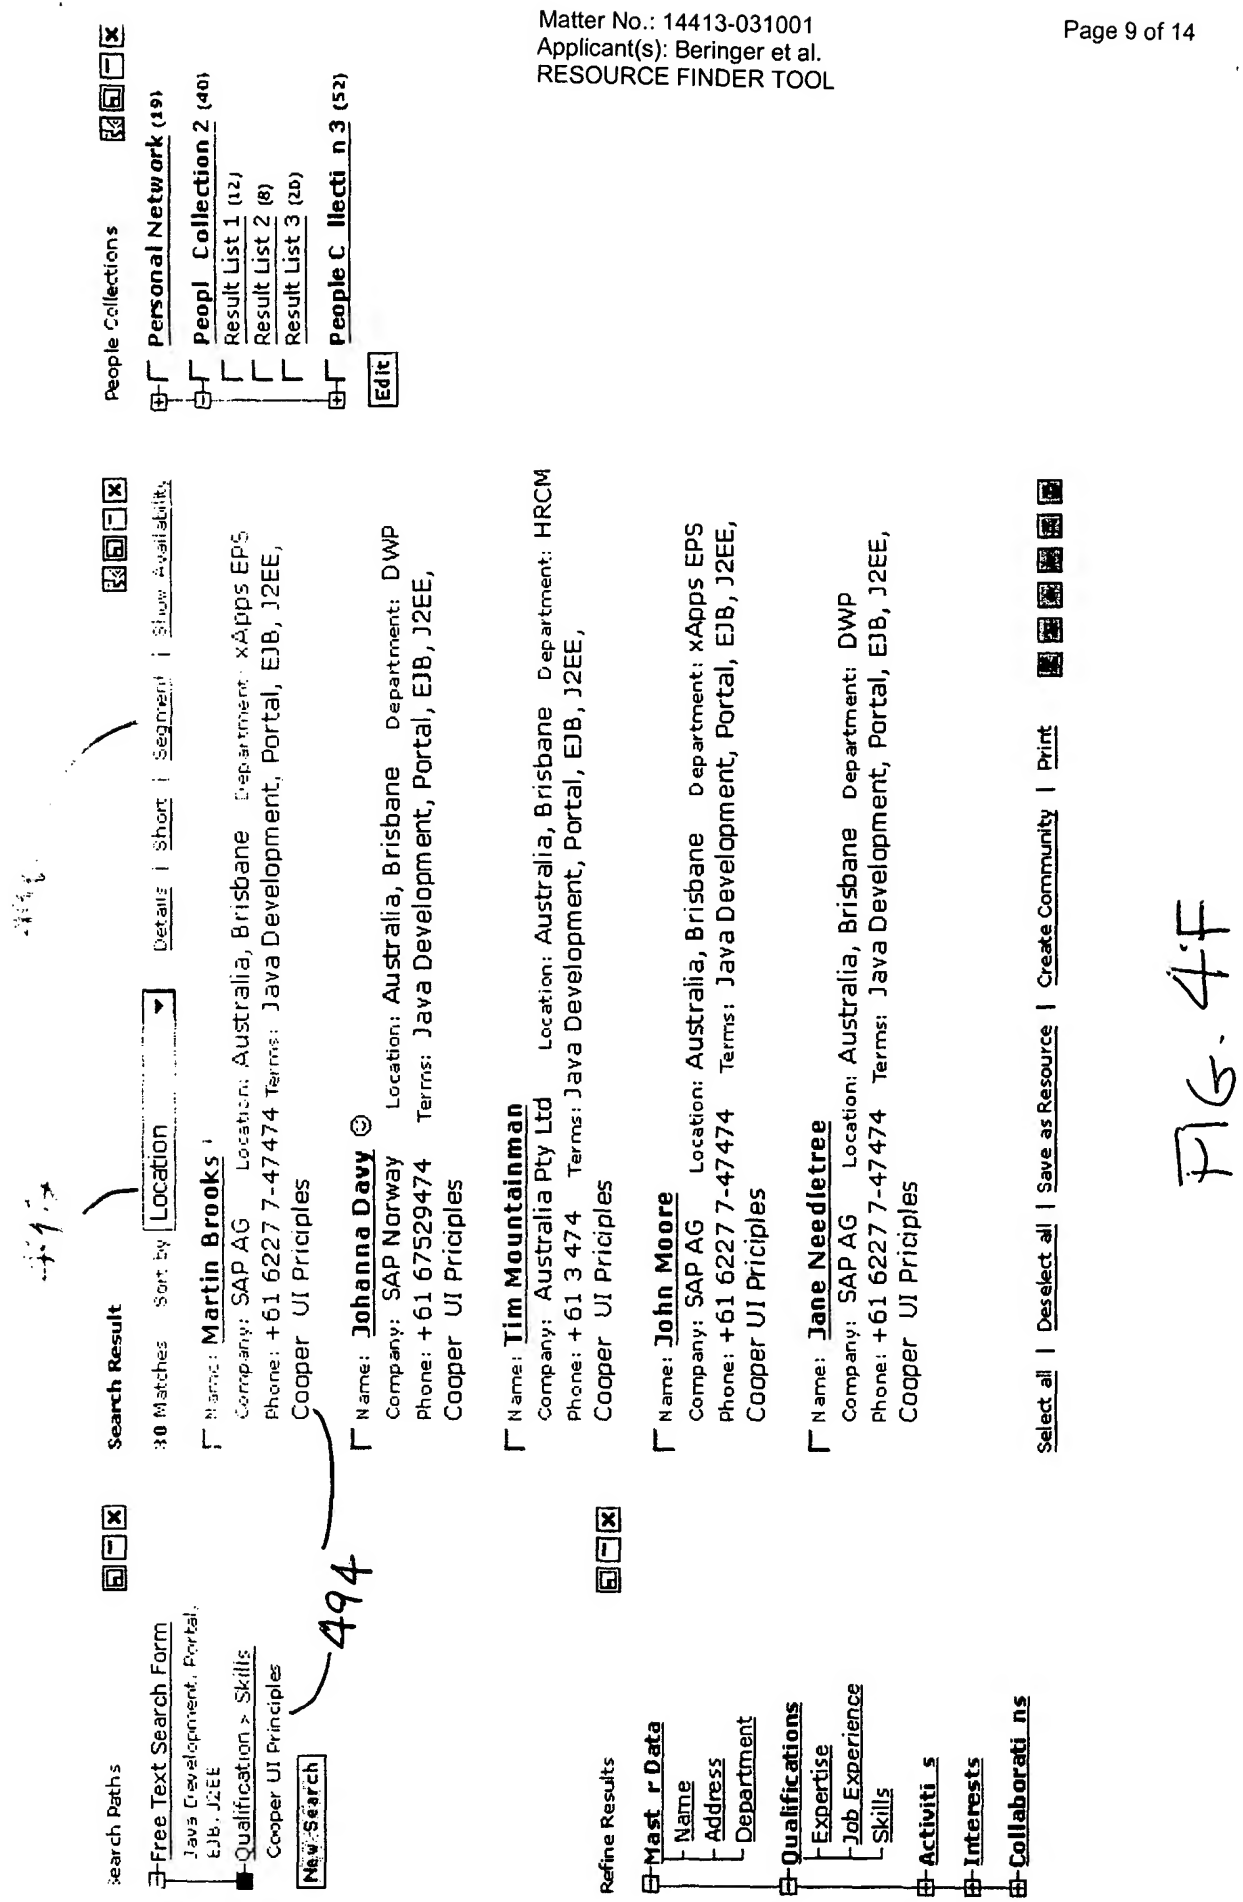 Matter No.: 14413-031001
Applicant(s): Beringer et al.
RESOURCE FINDER TOOL
Page 9 of 14
Search Paths
Free Text Search Form
Java Development, Portal,
EJB, J2EE
Qualification > Skills
Cooper UI Principles
New Search
494
Refine Results
Mast r Data
Name
Address
Department
Qualifications
Expertise
Job Experience
Skills
Activiti s
Interests
Collaborati ns
Search Result
30 Matches Sort by Location Details | Short | Segment | Show Availability
Name: Martin Brooks
Company: SAP AG Location: Australia, Brisbane Department: xApps EPS
Phone: +61 6227 7-47474 Terms: Java Development, Portal, EJB, J2EE,
Cooper UI Priciples
Name: Johanna Davy ☺
Company: SAP Norway Location: Australia, Brisbane Department: DWP
Phone: +61 67529474 Terms: Java Development, Portal, EJB, J2EE,
Cooper UI Priciples
Name: Tim Mountainman
Company: Australia Pty Ltd Location: Australia, Brisbane Department: HRCM
Phone: +61 3 474 Terms: Java Development, Portal, EJB, J2EE,
Cooper UI Priciples
Name: John Moore
Company: SAP AG Location: Australia, Brisbane Department: xApps EPS
Phone: +61 6227 7-47474 Terms: Java Development, Portal, EJB, J2EE,
Cooper UI Priciples
Name: Jane Needletree
Company: SAP AG Location: Australia, Brisbane Department: DWP
Phone: +61 6227 7-47474 Terms: Java Development, Portal, EJB, J2EE,
Cooper UI Priciples
Select all | Deselect all | Save as Resource | Create Community | Print
People Collections
Personal Network (19)
Peopl Collection 2 (40)
Result List 1 (12)
Result List 2 (8)
Result List 3 (20)
People C llecti n 3 (52)
Edit
FIG. 4F